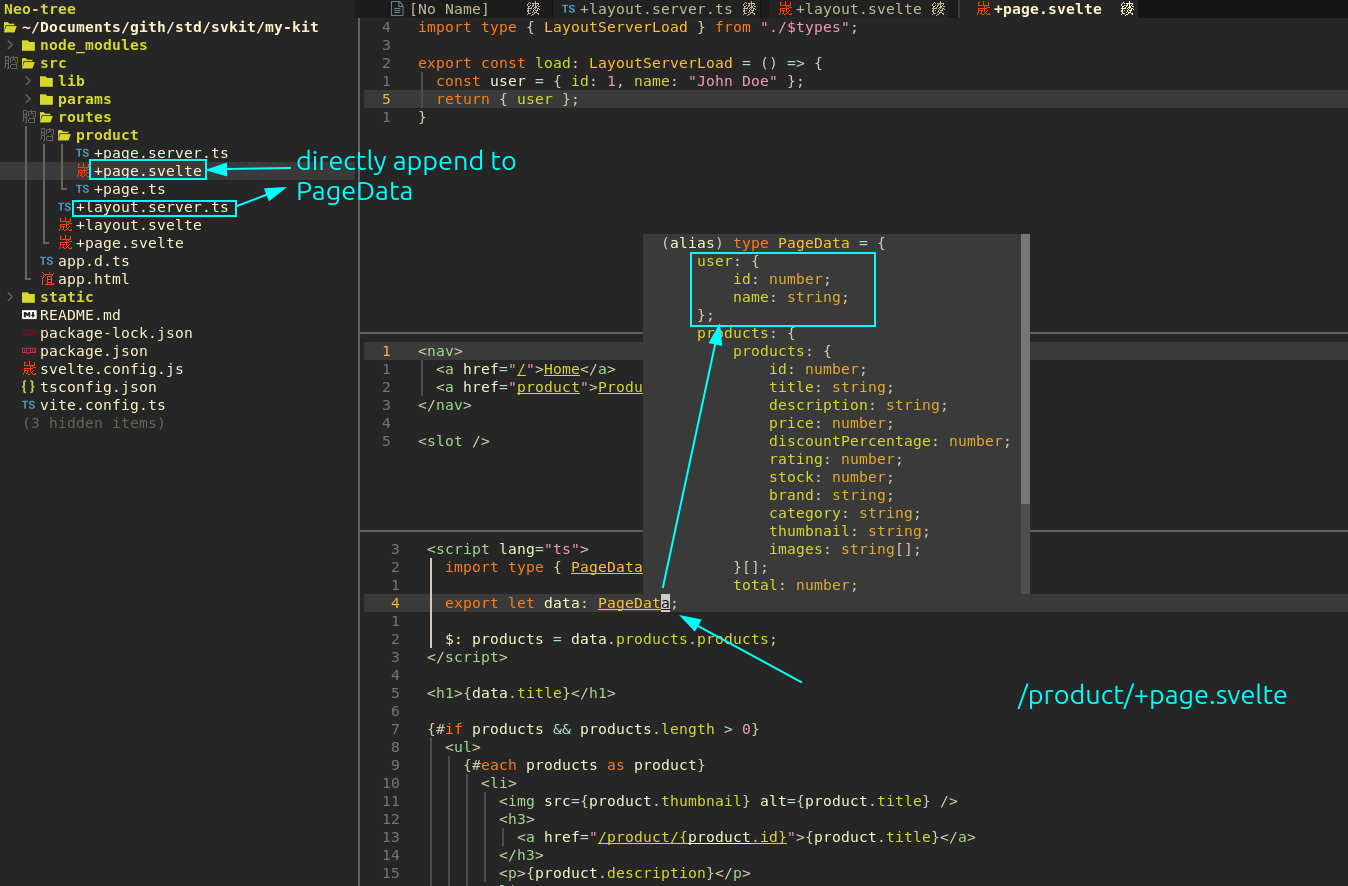 Neo-tree
~/Documents/gith/std/svkit/my-kit
node_modules
src
lib
params
routes
product
TS +page.server.ts
+page.svelte
TS +page.ts
TS +layout.server.ts
+layout.svelte
+page.svelte
TS app.d.ts
app.html
static
README.md
package-lock.json
package.json
svelte.config.js
{} tsconfig.json
TS vite.config.ts
(3 hidden items)
directly append to
PageData
[No Name] TS +layout.server.ts +layout.svelte +page.svelte
4 import type { LayoutServerLoad } from "./$types";
3
2 export const load: LayoutServerLoad = () => {
1 const user = { id: 1, name: "John Doe" };
5 return { user };
1 }
1 <nav>
1 <a href="/">Home</a>
2 <a href="product">Produ
3 </nav>
4
5 <slot />
(alias) type PageData = {
user: {
id: number;
name: string;
};
products: {
products: {
id: number;
title: string;
description: string;
price: number;
discountPercentage: number;
rating: number;
stock: number;
brand: string;
category: string;
thumbnail: string;
images: string[];
}[];
total: number;
3 <script lang="ts">
2 import type { PageData
1
4 export let data: PageData;
1
2 $: products = data.products.products;
3 </script>
4
5 <h1>{data.title}</h1>
6
7 {#if products && products.length > 0}
8 <ul>
9 {#each products as product}
10 <li>
11 <img src={product.thumbnail} alt={product.title} />
12 <h3>
13 <a href="/product/{product.id}">{product.title}</a>
14 </h3>
15 <p>{product.description}</p>
/product/+page.svelte